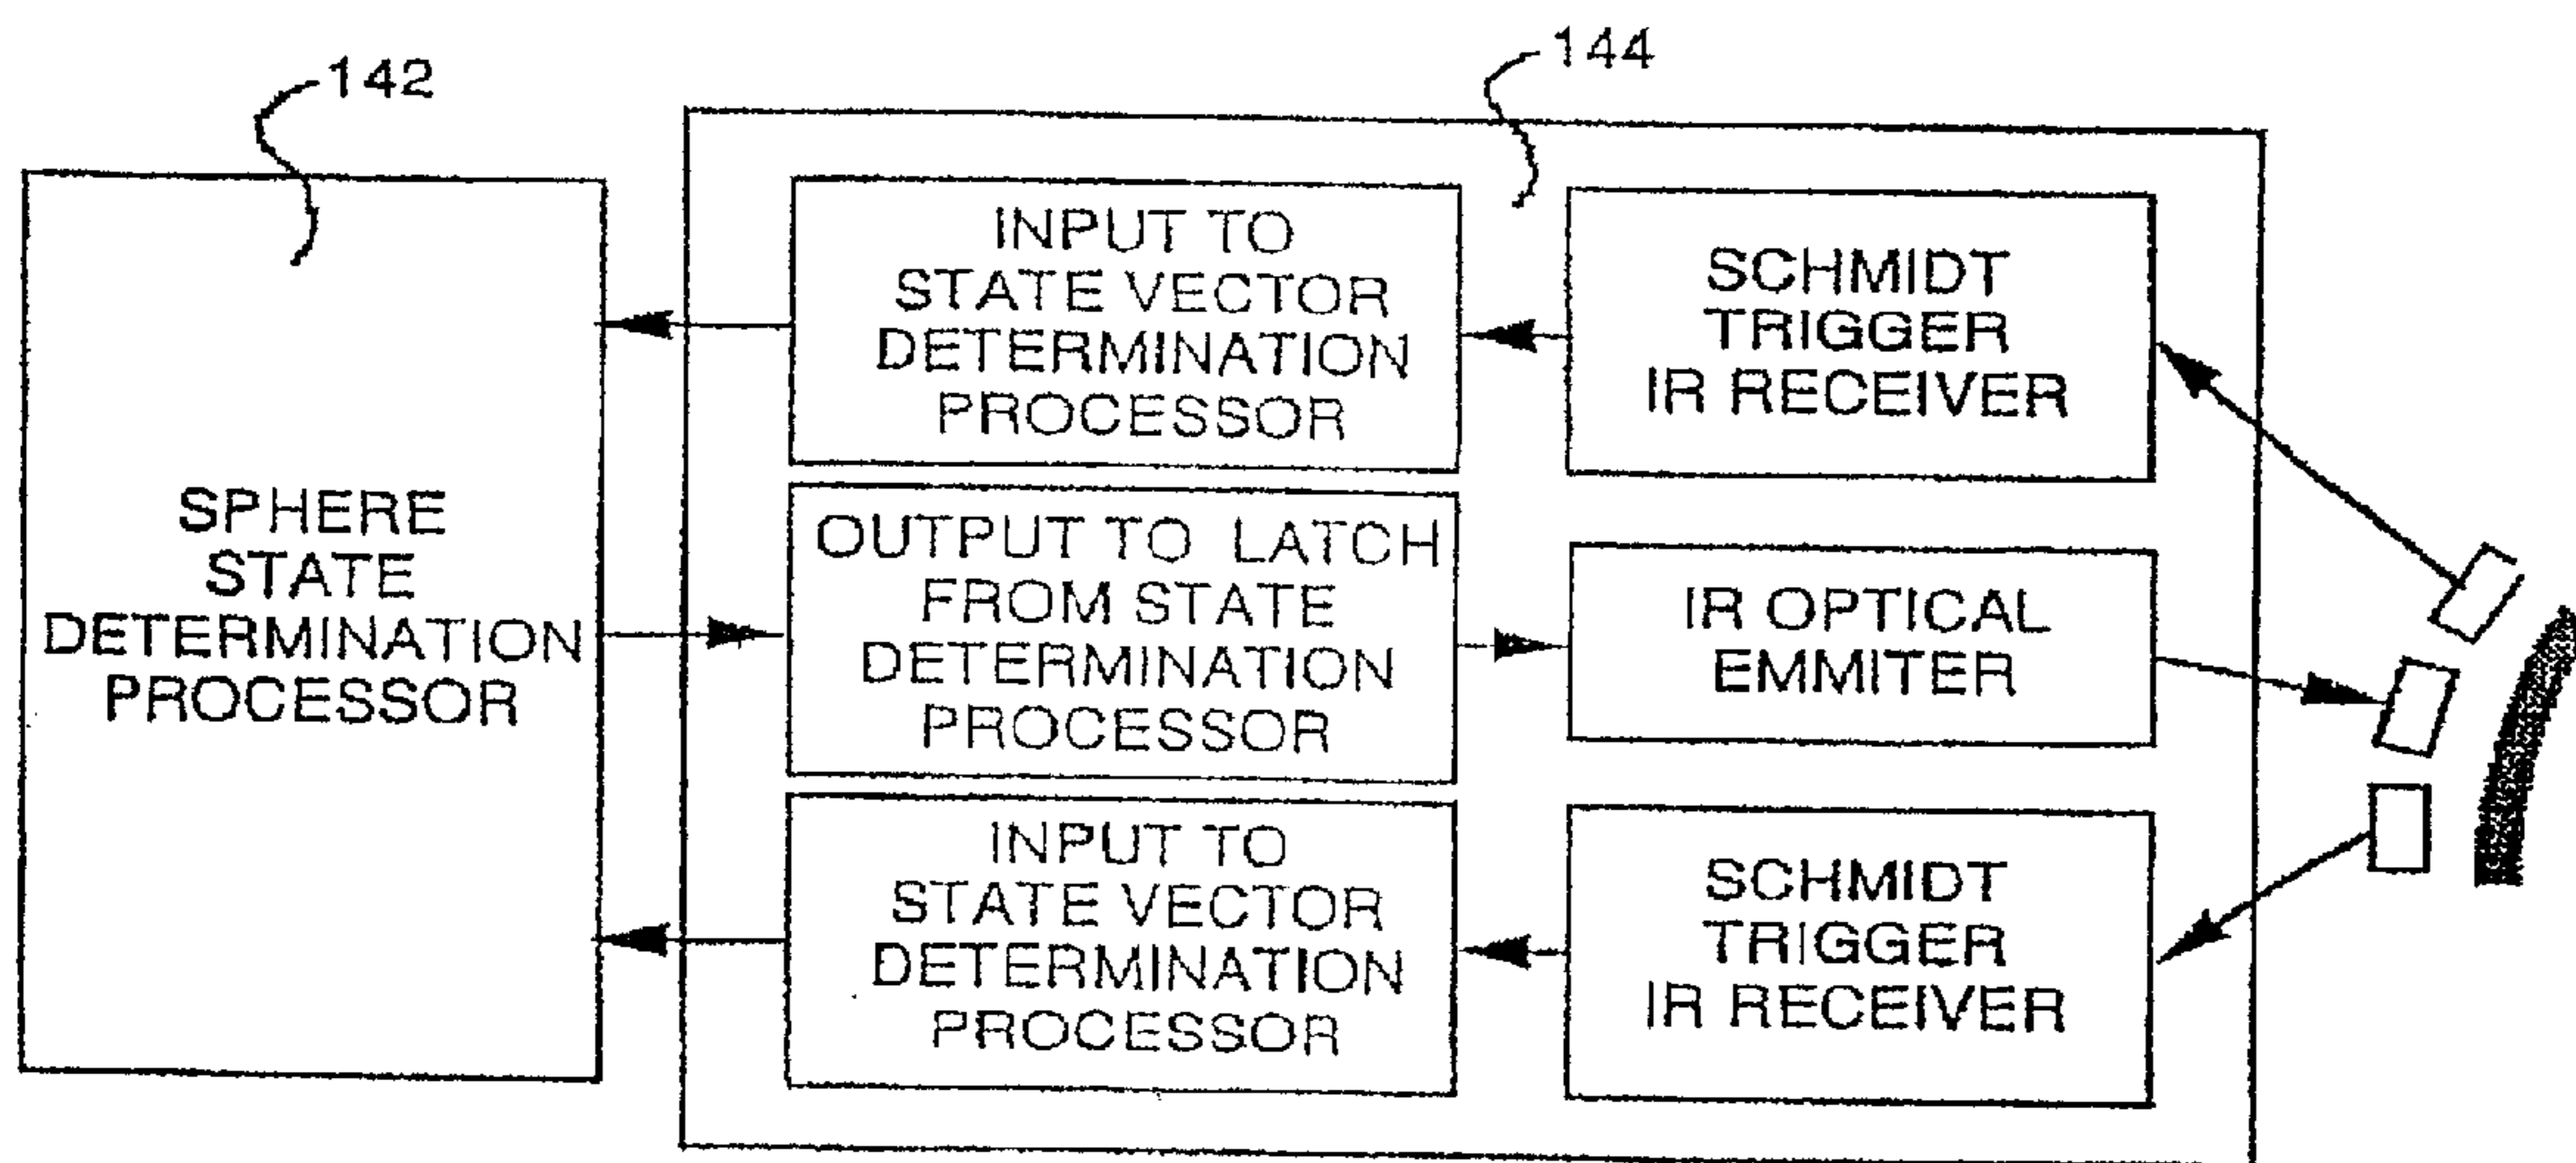 142
144
SPHERE
STATE
DETERMINATION
PROCESSOR
INPUT TO
STATE VECTOR
DETERMINATION
PROCESSOR
SCHMIDT
TRIGGER
IR RECEIVER
OUTPUT TO LATCH
FROM STATE
DETERMINATION
PROCESSOR
IR OPTICAL
EMMITER
INPUT TO
STATE VECTOR
DETERMINATION
PROCESSOR
SCHMIDT
TRIGGER
IR RECEIVER